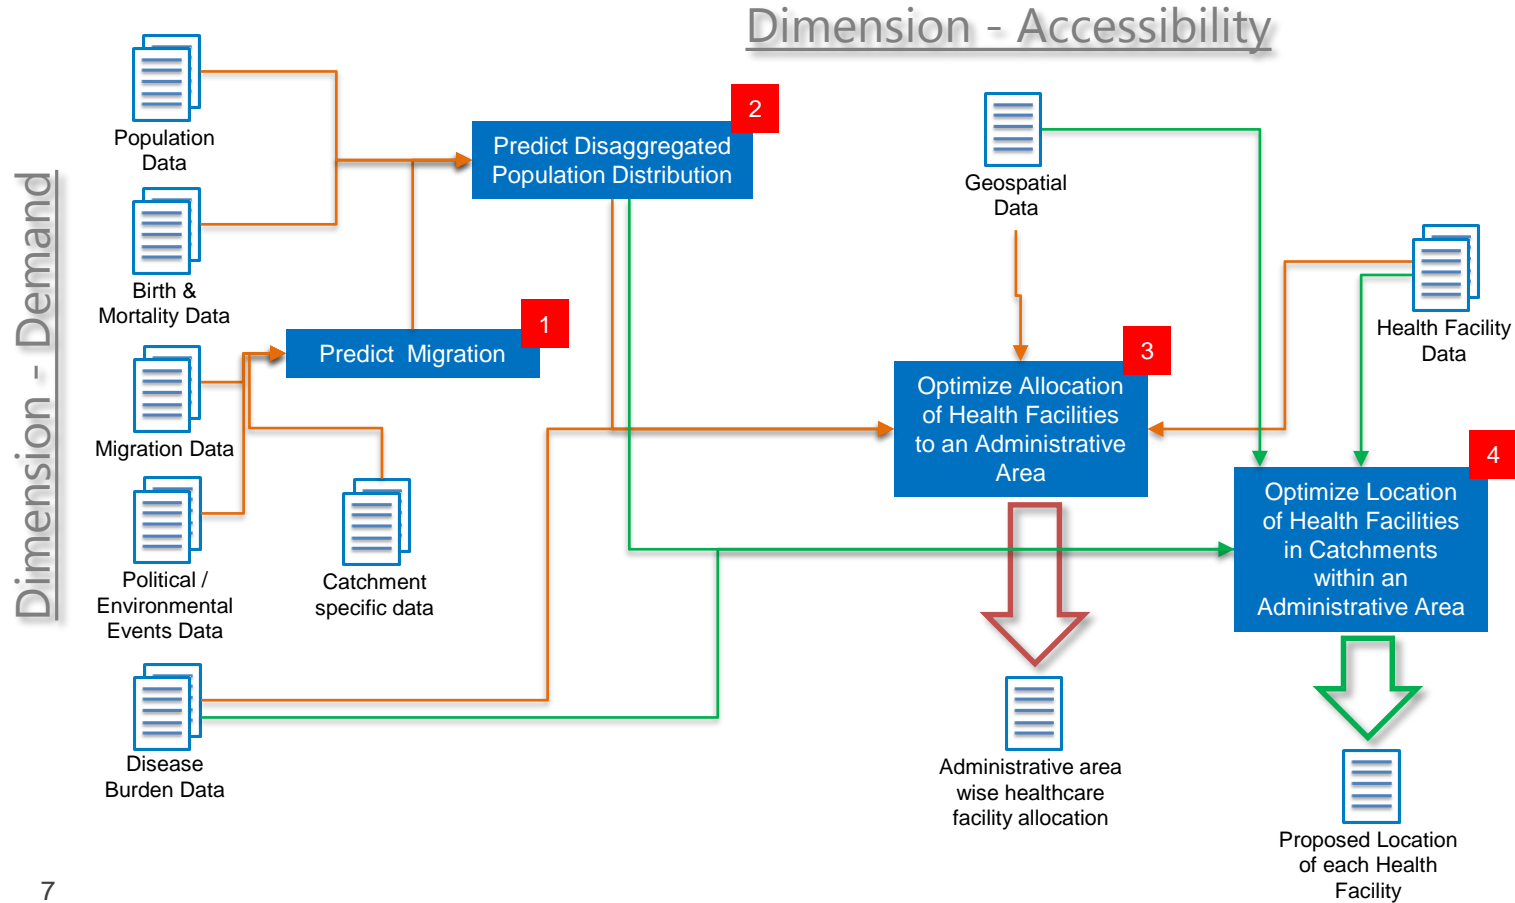 Dimension - Accessibility
Dimension - Demand
Population
Data
2
Predict Disaggregated
Population Distribution
Geospatial
Data
Birth &
Mortality Data
1
Predict  Migration
Health Facility
Data
3
Optimize Allocation
of Health Facilities
to an Administrative
Area
Migration Data
4
Optimize Location
of Health Facilities
in Catchments
within an
Administrative Area
Political /
Environmental
Events Data
Catchment
specific data
Disease
Burden Data
Administrative area
wise healthcare
facility allocation
Proposed Location
of each Health
Facility
7